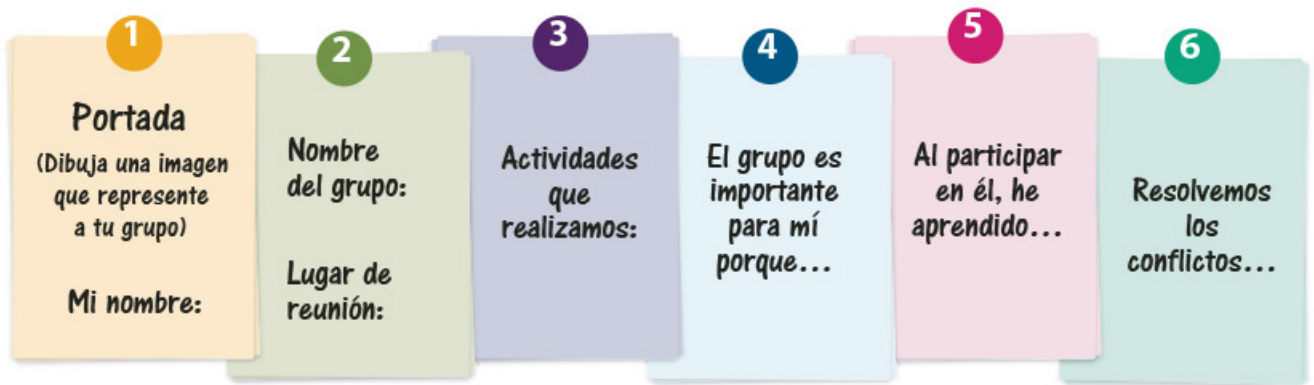 1
Portada
(Dibuja una imagen
que represente
a tu grupo)
Mi nombre:
2
Nombre
del grupo:
Lugar de
reunión:
3
Actividades
que
realizamos:
4
El grupo es
importante
para mí
porque...
5
Al participar
en él, he
aprendido...
6
Resolvemos
los
conflictos...